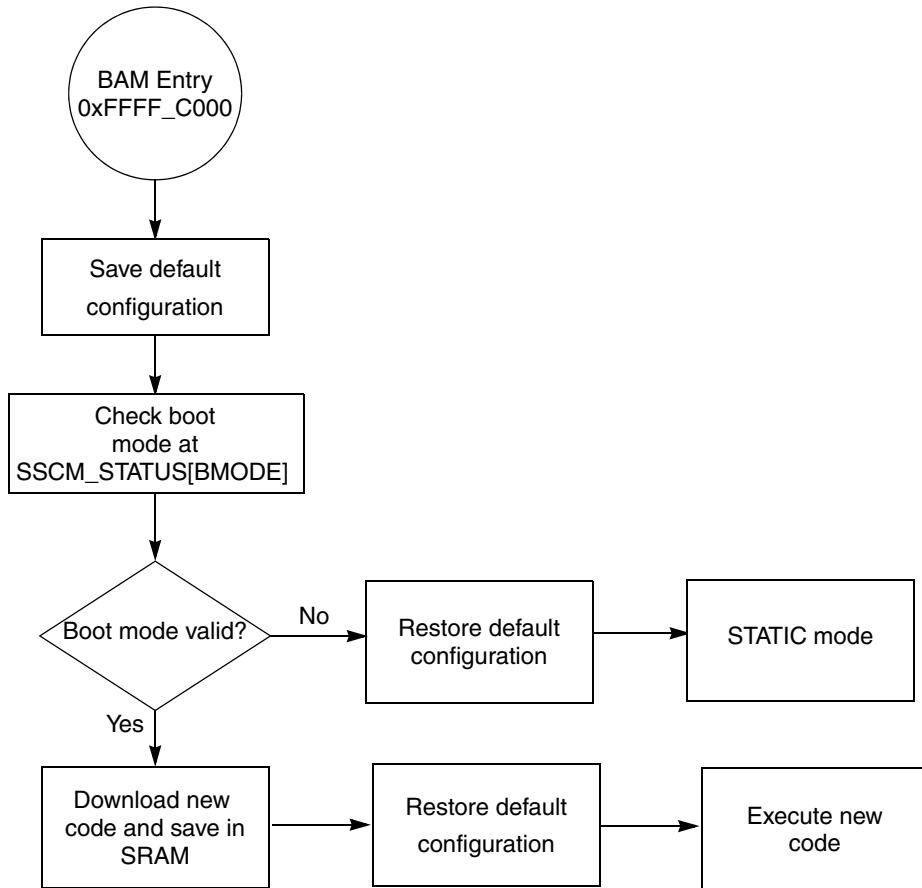 BAM Entry
0xFFFF_C000
Save default
configuration
Check boot
mode at
SSCM_STATUS[BMODE]
Boot mode valid?
No
Restore default
configuration
STATIC mode
Yes
Download new
code and save in
SRAM
Restore default
configuration
Execute new
code